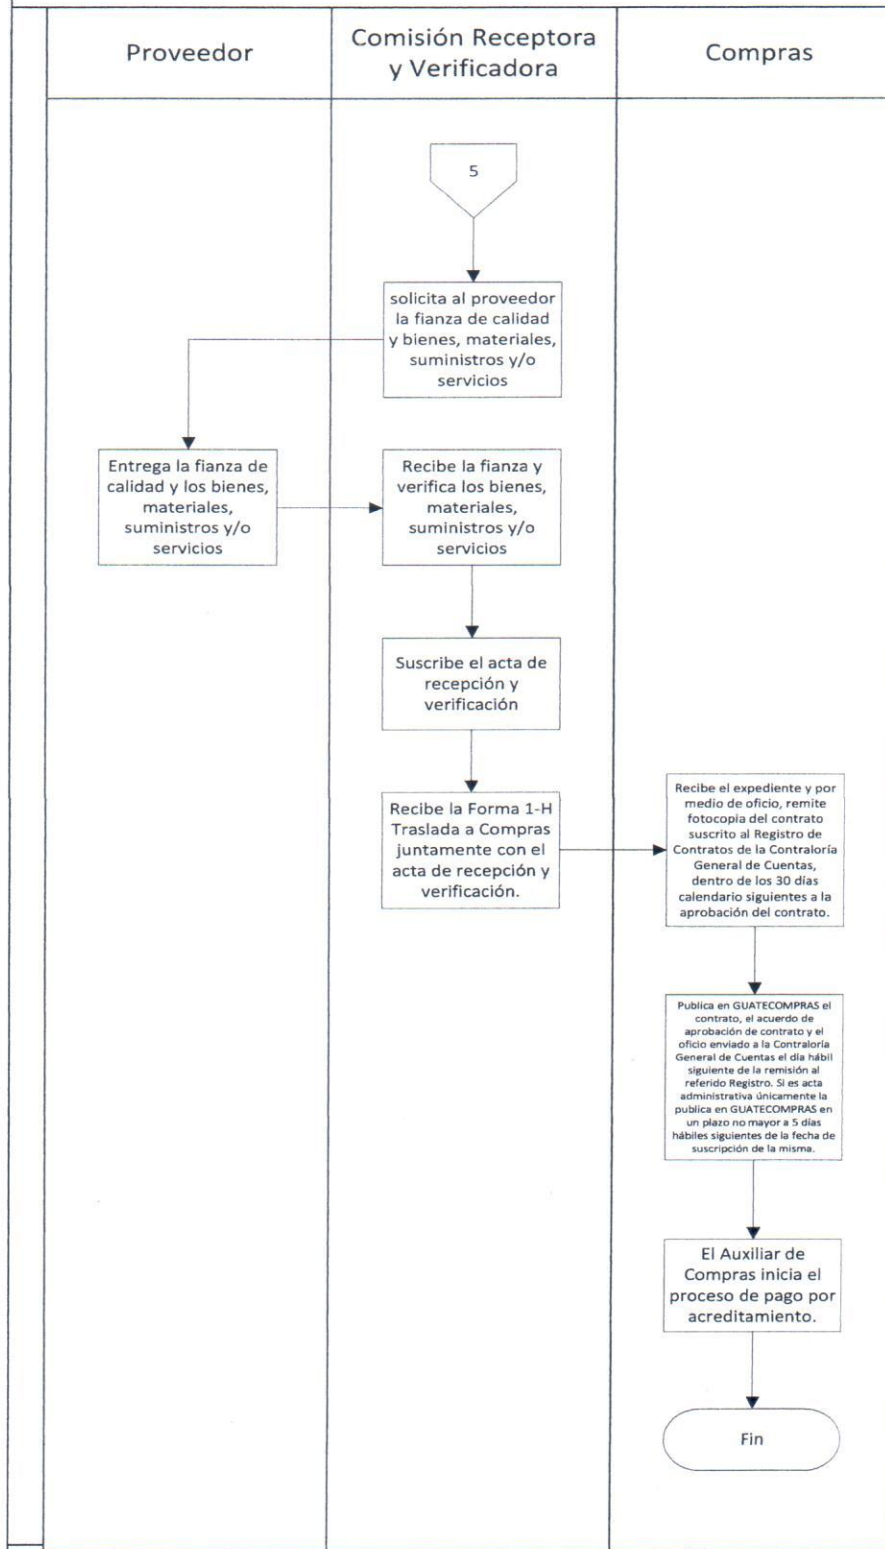 Proveedor
Comisión Receptora
y Verificadora
Compras
5
solicita al proveedor
la fianza de calidad
y bienes, materiales,
suministros y/o
servicios
Entrega la fianza de
calidad y los bienes,
materiales,
suministros y/o
servicios
Recibe la fianza y
verifica los bienes,
materiales,
suministros y/o
servicios
Suscribe el acta de
recepción y
verificación
Recibe la Forma 1-H
Traslada a Compras
juntamente con el
acta de recepción y
verificación.
Recibe el expediente y por
medio de oficio, remite
fotocopia del contrato
suscrito al Registro de
Contratos de la Contraloría
General de Cuentas,
dentro de los 30 días
calendario siguientes a la
aprobación del contrato.
Publica en GUATECOMPRAS el
contrato, el acuerdo de
aprobación de contrato y el
oficio enviado a la Contraloría
General de Cuentas el día hábil
siguiente de la remisión al
referido Registro. Si es acta
administrativa únicamente la
publica en GUATECOMPRAS en
un plazo no mayor a 5 días
hábiles siguientes de la fecha de
suscripción de la misma.
El Auxiliar de
Compras inicia el
proceso de pago por
acreditamiento.
Fin